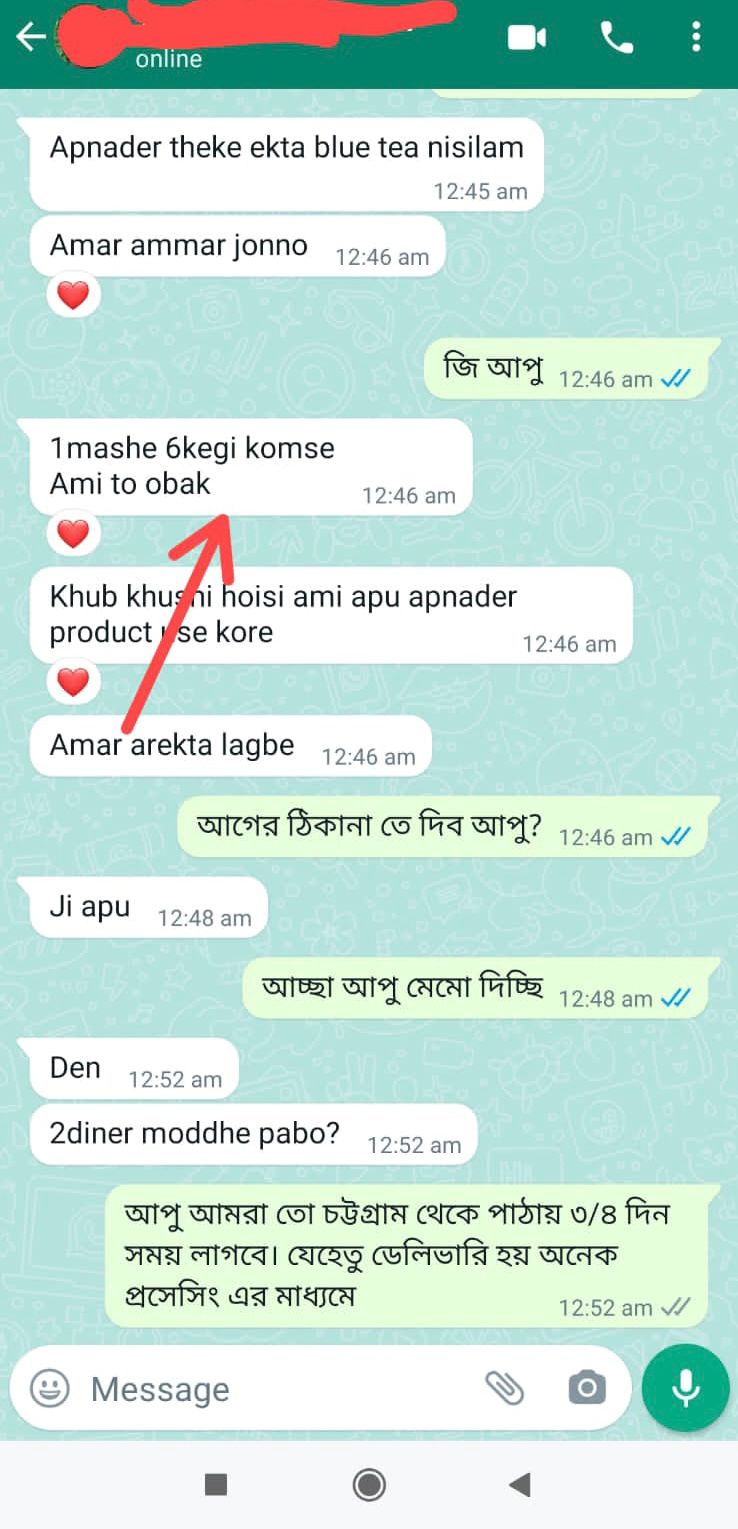 online
Apnader theke ekta blue tea nisilam
12:45 am
Amar ammar jonno 12:46 am
জি আপু 12:46 am
1mashe 6kegi komse
Ami to obak 12:46 am
Khub khushi hoisi ami apu apnader
product use kore 12:46 am
Amar arekta lagbe 12:46 am
আগের ঠিকানা তে দিব আপু? 12:46 am
Ji apu 12:48 am
আচ্ছা আপু মেমো দিচ্ছি 12:48 am
Den 12:52 am
2diner moddhe pabo? 12:52 am
আপু আমরা তো চট্টগ্রাম থেকে পাঠায় ৩/৪ দিন
সময় লাগবে। যেহেতু ডেলিভারি হয় অনেক
প্রসেসিং এর মাধ্যমে 12:52 am
Message